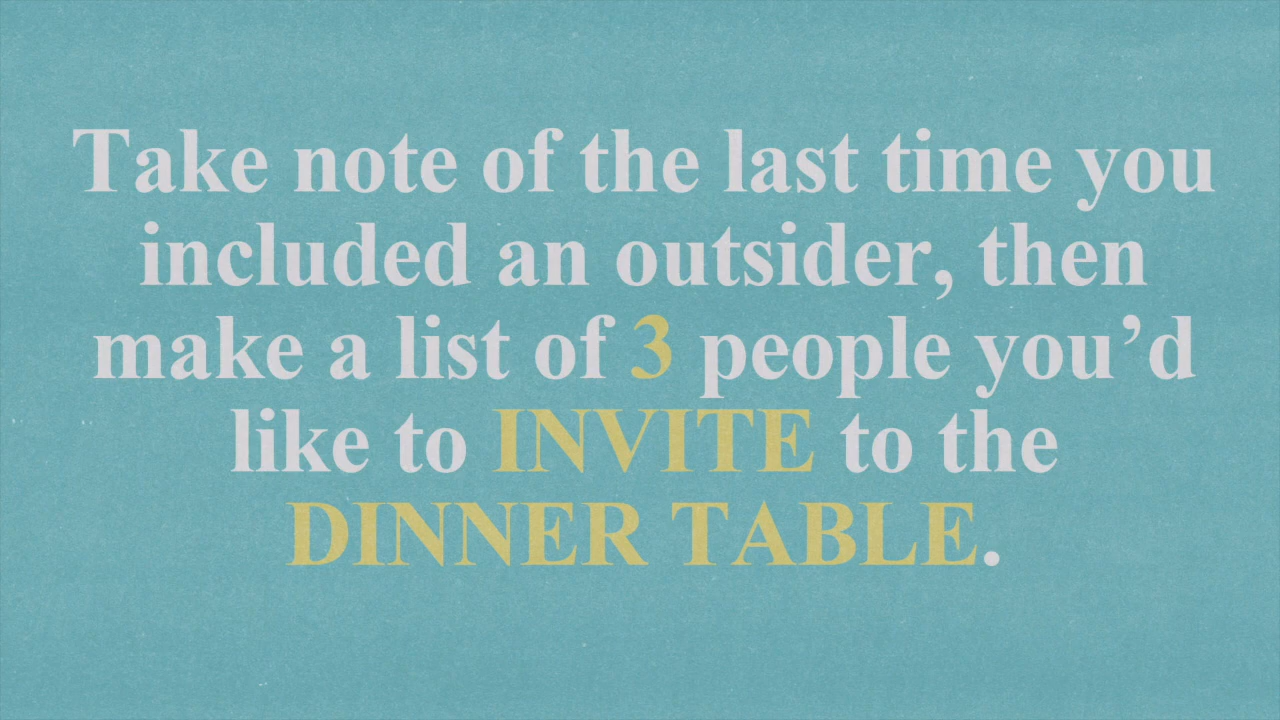 Take note of the last time you
included an outsider, then
make a list of 3 people you’d
like to INVITE to the
DINNER TABLE.